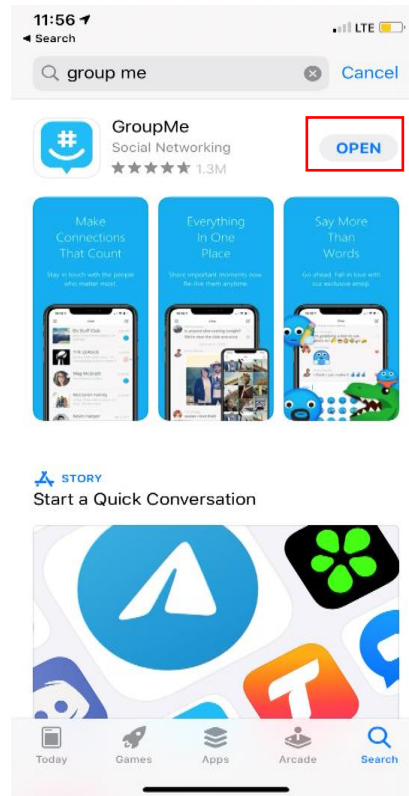 11:56
LTE
◀ Search
group me
Cancel
GroupMe
Social Networking
1.3M
OPEN
Make
Connections
That Count
Stay in touch with the people
who matter most.
Everything
In One
Place
Share important moments now.
Re-live them anytime.
Say More
Than
Words
Go ahead. Fall in love with
our exclusive emoji.
STORY
Start a Quick Conversation
Today
Games
Apps
Arcade
Search